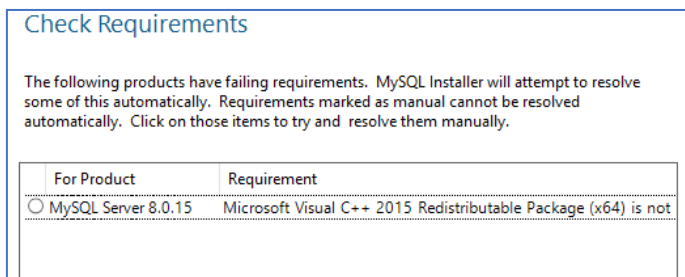 Check Requirements
The following products have failing requirements. MySQL Installer will attempt to resolve
some of this automatically. Requirements marked as manual cannot be resolved
automatically. Click on those items to try and resolve them manually.
For Product Requirement
MySQL Server 8.0.15 Microsoft Visual C++ 2015 Redistributable Package (x64) is not